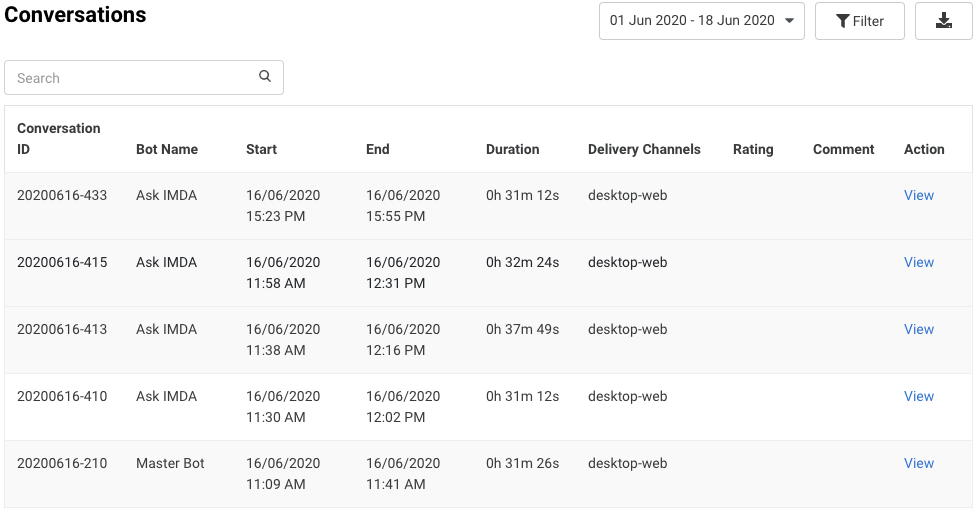 Conversations
01 Jun 2020 - 18 Jun 2020
Filter
Search
Conversation
ID Bot Name Start End Duration Delivery Channels Rating Comment Action
20200616-433 Ask IMDA 16/06/2020 16/06/2020 0h 31m 12s desktop-web View
15:23 PM 15:55 PM
20200616-415 Ask IMDA 16/06/2020 16/06/2020 0h 32m 24s desktop-web View
11:58 AM 12:31 PM
20200616-413 Ask IMDA 16/06/2020 16/06/2020 0h 37m 49s desktop-web View
11:38 AM 12:16 PM
20200616-410 Ask IMDA 16/06/2020 16/06/2020 0h 31m 12s desktop-web View
11:30 AM 12:02 PM
20200616-210 Master Bot 16/06/2020 16/06/2020 0h 31m 26s desktop-web View
11:09 AM 11:41 AM